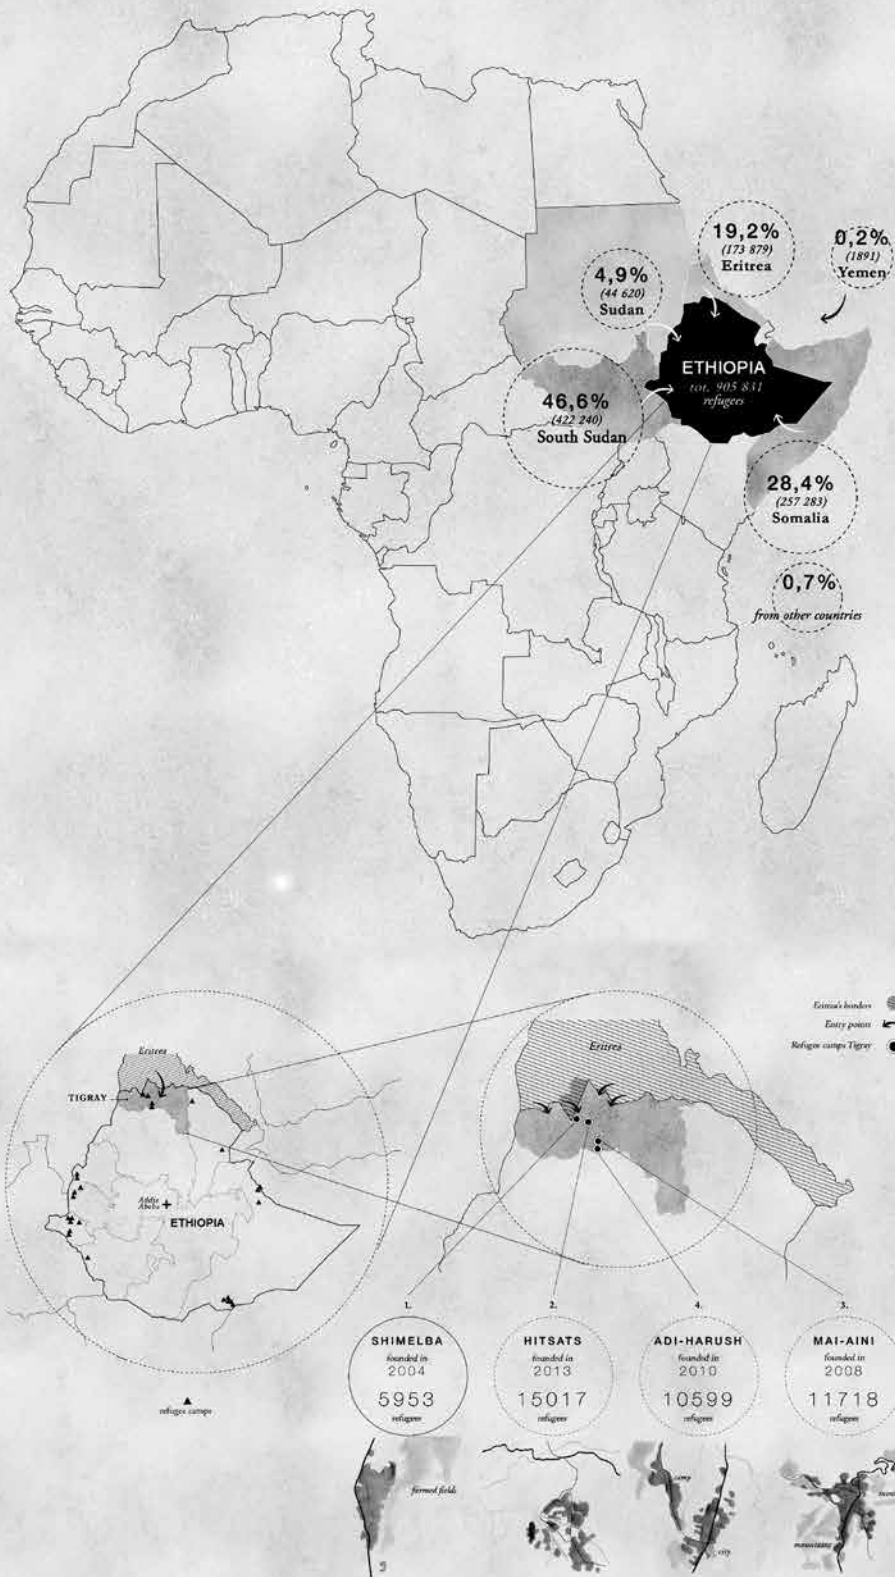 19,2%
(173 879)
Eritrea
0,2%
(1891)
Yemen
4,9%
(44 620)
Sudan
ETHIOPIA
tot. 905 831
refugees
46,6%
(422 240)
South Sudan
28,4%
(257 283)
Somalia
0,7%
from other countries
Eritrea's borders
Entry points
Refugee camps Tigray
Eritrea
TIGRAY
Addis
Ababa
ETHIOPIA
refugee camps
Eritrea
1.
SHIMELBA
founded in
2004
5953
refugees
farmed fields
2.
HITSATS
founded in
2013
15017
refugees
4.
ADI-HARUSH
founded in
2010
10599
refugees
camp
city
3.
MAI-AINI
founded in
2008
11718
refugees
mountains